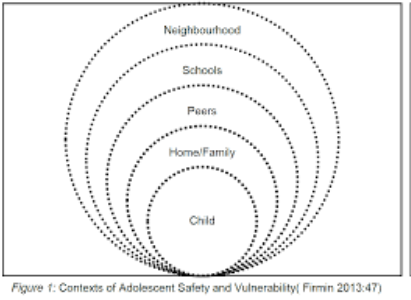 Neighbourhood
Schools
Peers
Home/Family
Child
Figure 1: Contexts of Adolescent Safety and Vulnerability( Firmin 2013:47)